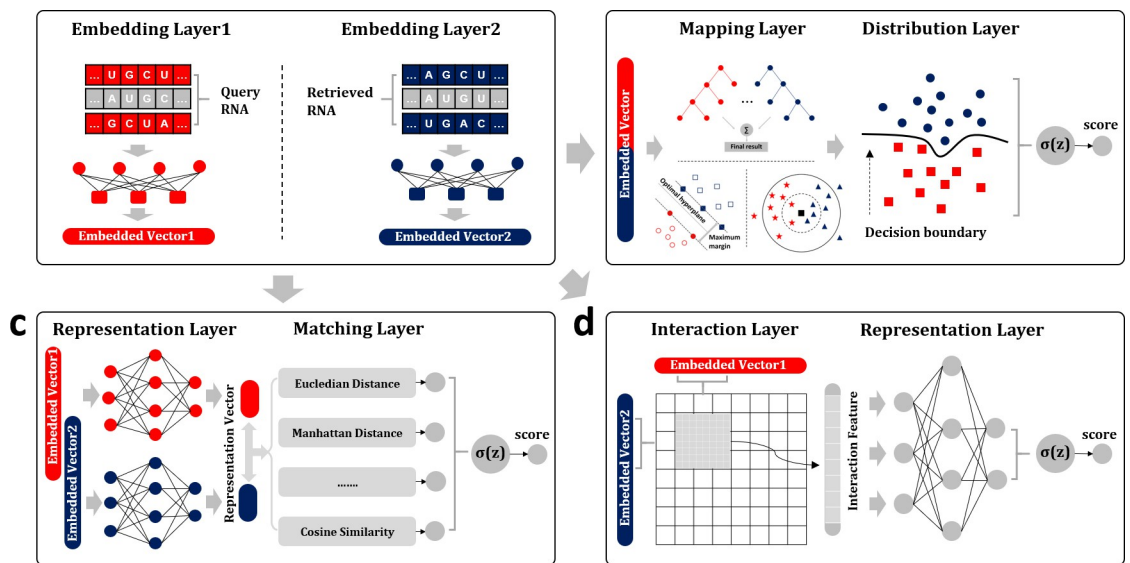 Embedding Layer1
Embedding Layer2
... U G C U ...
... A U G C ...
... G C U A ...
Query
RNA
Retrieved
RNA
... A G C U ...
... A U G U ...
... U G A C ...
Embedded Vector1
Embedded Vector2
Mapping Layer
Distribution Layer
Embedded Vector
...
Σ
Final result
Optimal hyperplane
Maximum
margin
Decision boundary
σ(z)
score
c
Representation Layer
Matching Layer
Embedded Vector1
Embedded Vector2
Representation Vector
Eucledian Distance
Manhattan Distance
.......
Cosine Similarity
σ(z)
score
d
Interaction Layer
Representation Layer
Embedded Vector1
Embedded Vector2
Interaction Feature
σ(z)
score